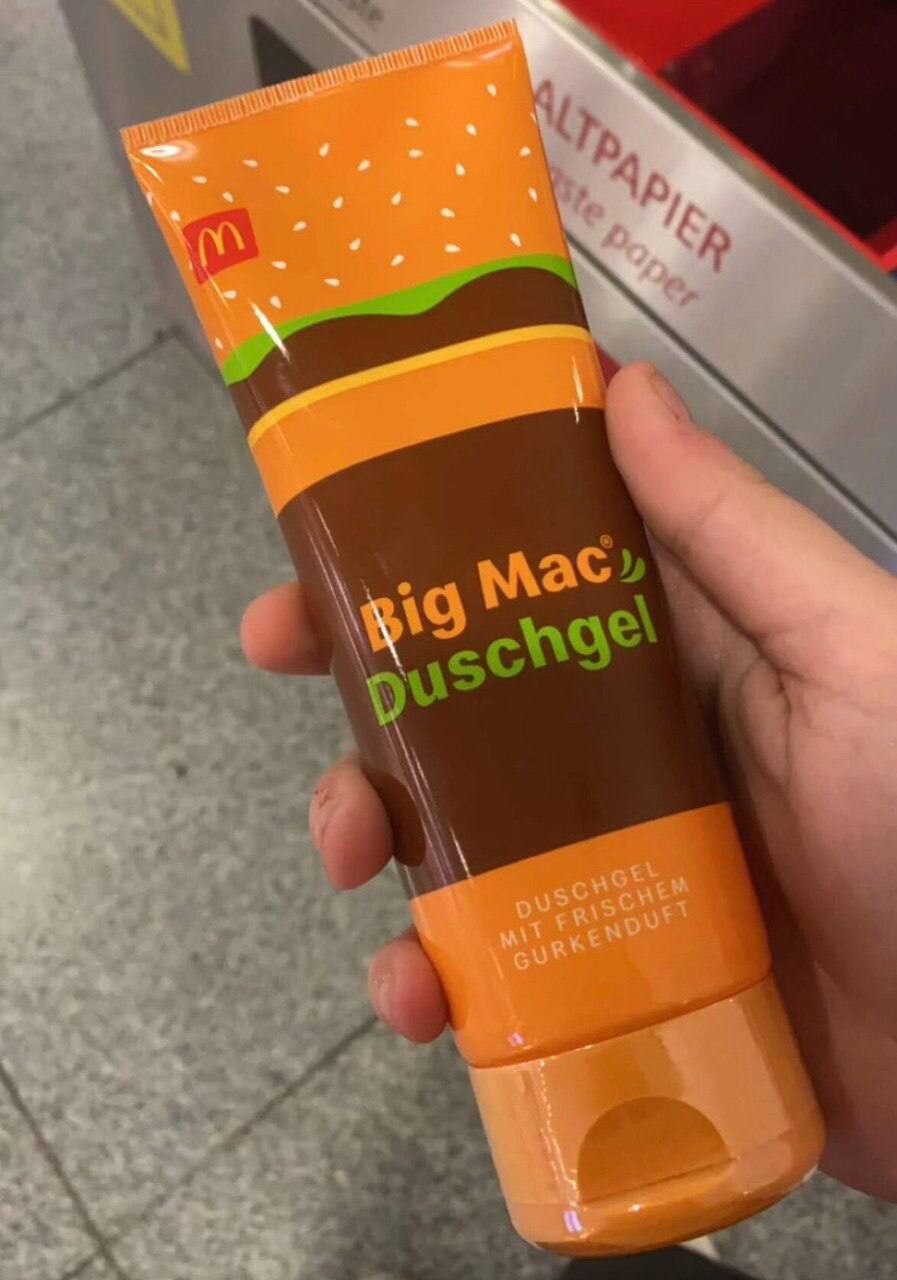 ALTPAPIER
paper
Big Mac®
Duschgel
DUSCHGEL
MIT FRISCHEM
GURKENDUFT